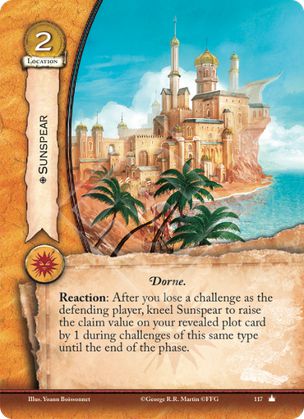 2
LOCATION
SUNSPEAR
Dorne.
Reaction: After you lose a challenge as the
defending player, kneel Sunspear to raise
the claim value on your revealed plot card
by 1 during challenges of this same type
until the end of the phase.
Illus. Yoann Boissonnet ©George R.R. Martin ©FFG 117